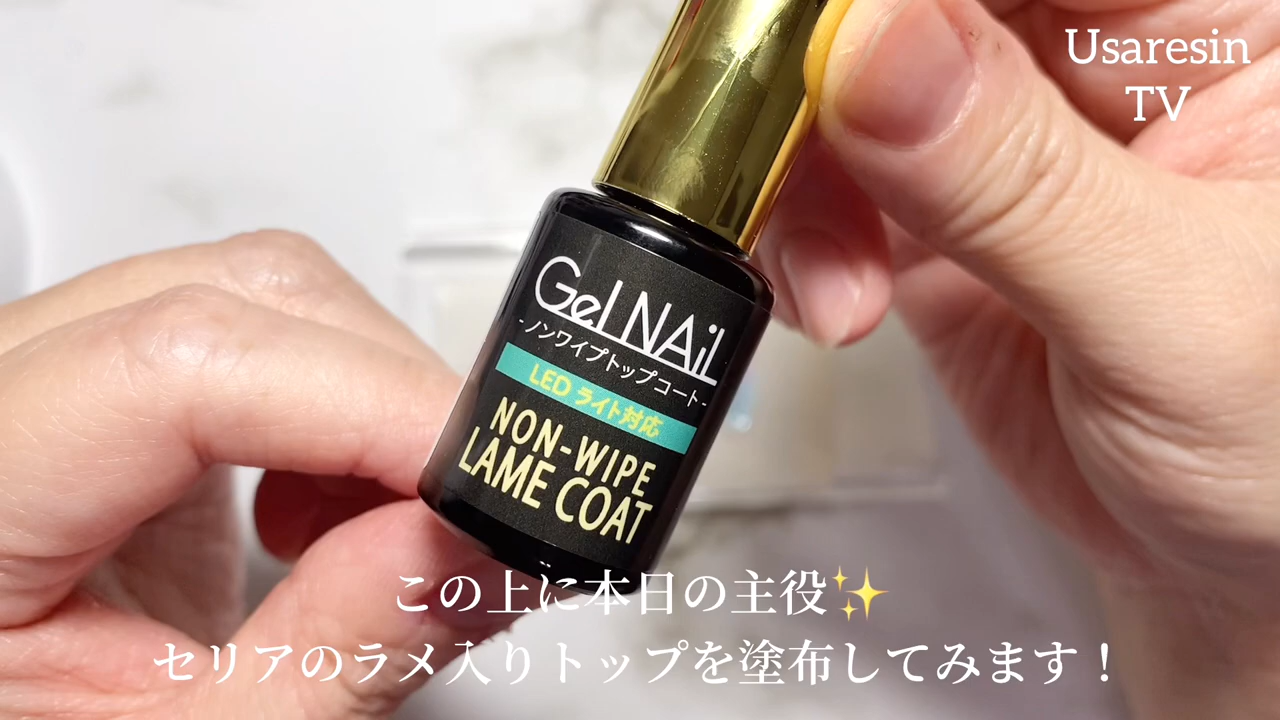 Usaresin
TV
Gel NAiL
-ノンワイプトップコート-
LED ライト対応
NON-WIPE
LAME COAT
この上に本日の主役✨
セリアのラメ入りトップを塗布してみます！